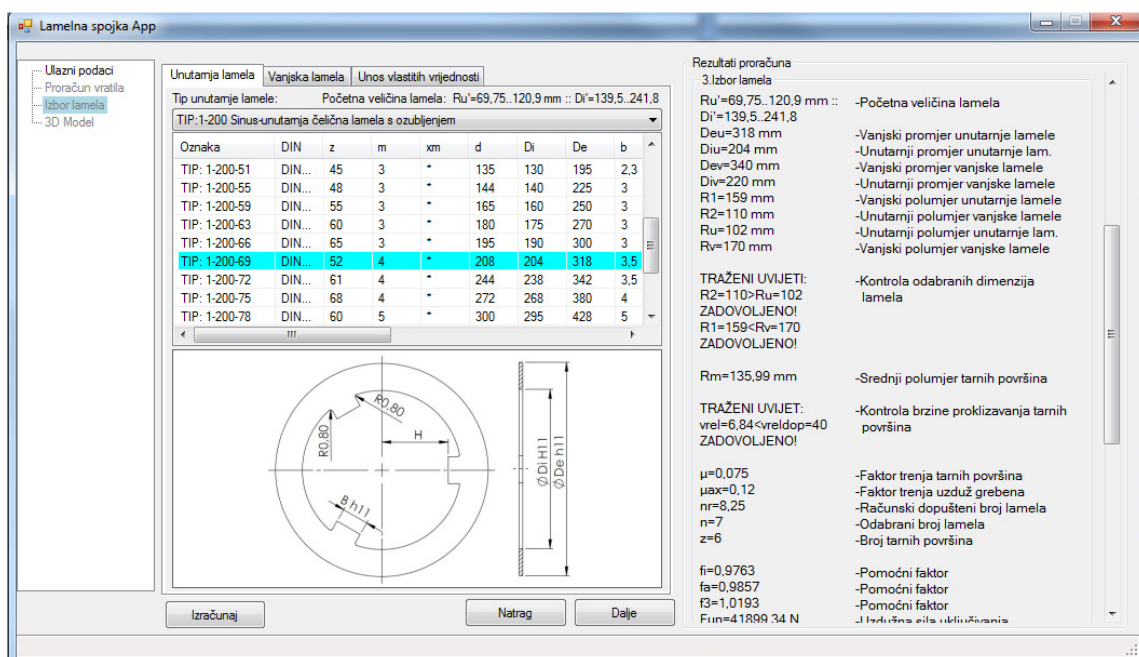 Lamelna spojka App
Ulazni podaci
Proračun vratila
Izbor lamela
3D Model
Unutarnja lamela Vanjska lamela Unos vlastitih vrijednosti
Tip unutarnje lamele: Početna veličina lamela: Ru'=69,75..120,9 mm :: Di'=139,5..241,8
TIP:1-200 Sinus-unutarnja čelična lamela s ozubljenjem
Oznaka DIN z m xm d Di De b
TIP: 1-200-51 DIN... 45 3 * 135 130 195 2,3
TIP: 1-200-55 DIN... 48 3 * 144 140 225 3
TIP: 1-200-59 DIN... 55 3 * 165 160 250 3
TIP: 1-200-63 DIN... 60 3 * 180 175 270 3
TIP: 1-200-66 DIN... 65 3 * 195 190 300 3
TIP: 1-200-69 DIN... 52 4 * 208 204 318 3,5
TIP: 1-200-72 DIN... 61 4 * 244 238 342 3,5
TIP: 1-200-75 DIN... 68 4 * 272 268 380 4
TIP: 1-200-78 DIN... 60 5 * 300 295 428 5
R0,80
R0,80
H
B h11
ØDi H11
ØDe h11
Izračunaj Natrag Dalje
Rezultati proračuna
3.Izbor lamela
Ru'=69,75..120,9 mm :: -Početna veličina lamela
Di'=139,5..241,8
Deu=318 mm -Vanjski promjer unutarnje lamele
Diu=204 mm -Unutarnji promjer unutarnje lam.
Dev=340 mm -Vanjski promjer vanjske lamele
Div=220 mm -Unutarnji promjer vanjske lamele
R1=159 mm -Vanjski polumjer unutarnje lamele
R2=110 mm -Unutarnji polumjer vanjske lamele
Ru=102 mm -Unutarnji polumjer unutarnje lam.
Rv=170 mm -Vanjski polumjer vanjske lamele
TRAŽENI UVIJETI: -Kontrola odabranih dimenzija
R2=110>Ru=102 lamela
ZADOVOLJENO!
R1=159<Rv=170
ZADOVOLJENO!
Rm=135,99 mm -Srednji polumjer tarnih površina
TRAŽENI UVIJET: -Kontrola brzine proklizavanja tarnih
vrel=6,84<vreldop=40 površina
ZADOVOLJENO!
µ=0,075 -Faktor trenja tarnih površina
µax=0,12 -Faktor trenja uzduž grebena
nr=8,25 -Računski dopušteni broj lamela
n=7 -Odabrani broj lamela
z=6 -Broj tarnih površina
fi=0,9763 -Pomoćni faktor
fa=0,9857 -Pomoćni faktor
f3=1,0193 -Pomoćni faktor
Fun=41899,34 N -Uzdužna sila uključivanja